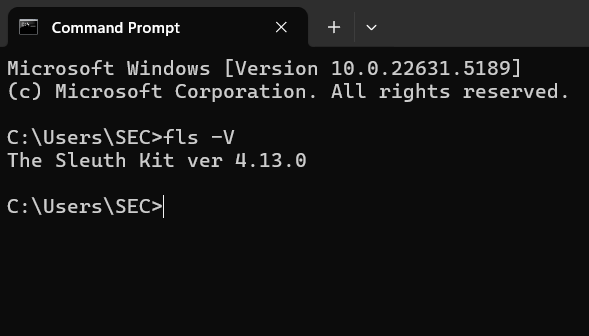 Command Prompt
Microsoft Windows [Version 10.0.22631.5189]
(c) Microsoft Corporation. All rights reserved.
C:\Users\SEC>fls -V
The Sleuth Kit ver 4.13.0
C:\Users\SEC>